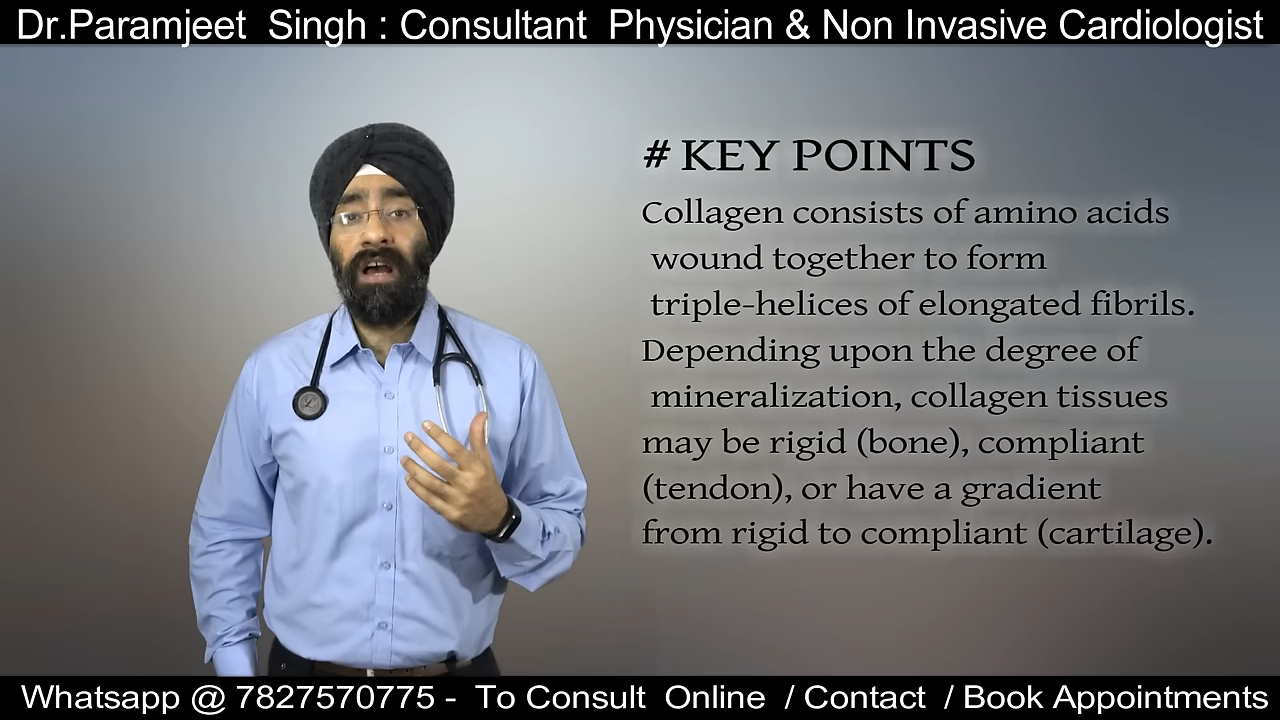 Dr.Paramjeet Singh : Consultant Physician & Non Invasive Cardiologist
# KEY POINTS
Collagen consists of amino acids
wound together to form
triple-helices of elongated fibrils.
Depending upon the degree of
mineralization, collagen tissues
may be rigid (bone), compliant
(tendon), or have a gradient
from rigid to compliant (cartilage).
Whatsapp @ 7827570775 - To Consult Online / Contact / Book Appointments